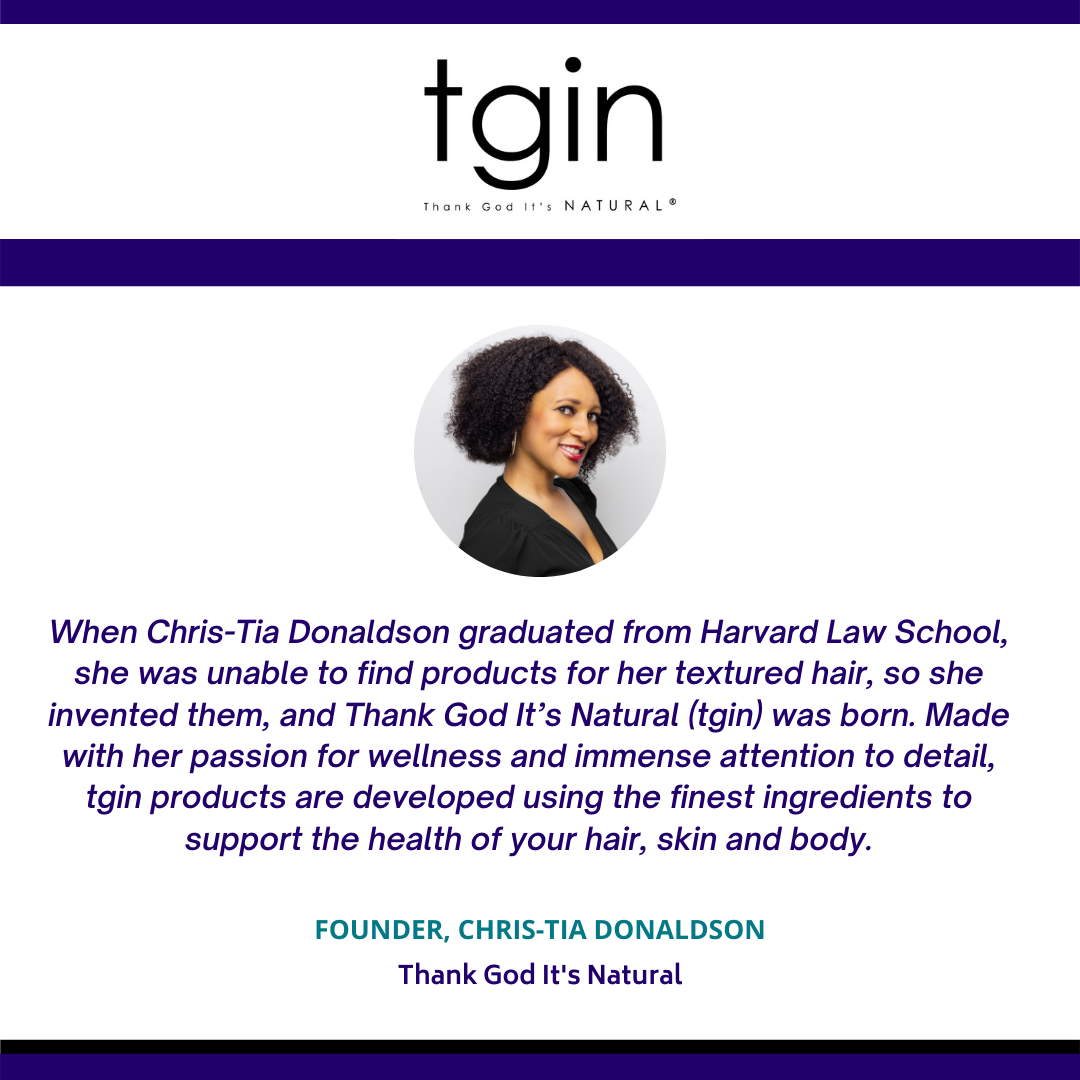 tgin
Thank God It's NATURAL®
When Chris-Tia Donaldson graduated from Harvard Law School,
she was unable to find products for her textured hair, so she
invented them, and Thank God It’s Natural (tgin) was born. Made
with her passion for wellness and immense attention to detail,
tgin products are developed using the finest ingredients to
support the health of your hair, skin and body.
FOUNDER, CHRIS-TIA DONALDSON
Thank God It's Natural